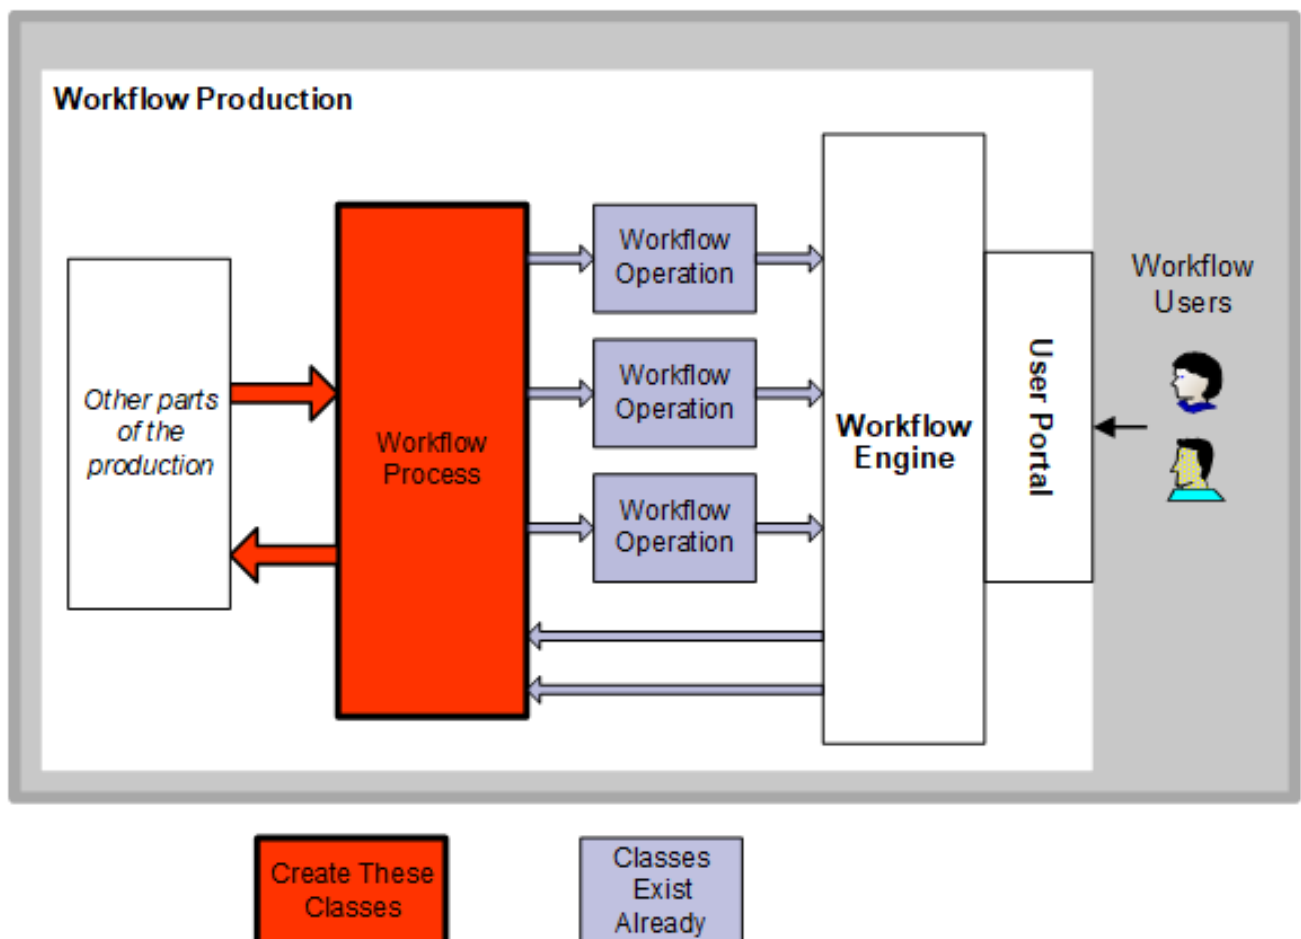 Workflow Production
Workflow
Operation
Workflow
Users
Workflow
Operation
User Portal
Other parts
of the
production
Workflow
Process
Workflow
Engine
Workflow
Operation
Create These
Classes
Classes
Exist
Already